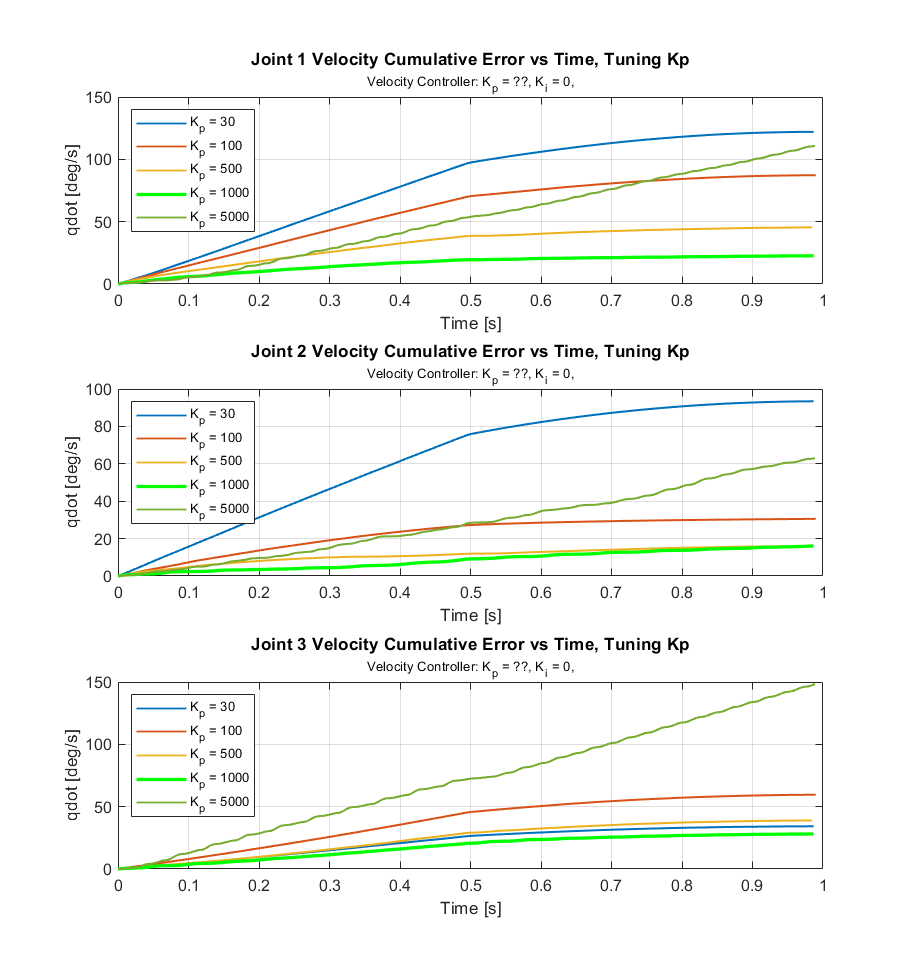 Joint 1 Velocity Cumulative Error vs Time, Tuning Kp
Velocity Controller: Kp = ??, Ki = 0,
150
100
50
0
qdot [deg/s]
Kp = 30
Kp = 100
Kp = 500
Kp = 1000
Kp = 5000
0 0.1 0.2 0.3 0.4 0.5 0.6 0.7 0.8 0.9 1
Time [s]
Joint 2 Velocity Cumulative Error vs Time, Tuning Kp
Velocity Controller: Kp = ??, Ki = 0,
100
80
60
40
20
0
qdot [deg/s]
Kp = 30
Kp = 100
Kp = 500
Kp = 1000
Kp = 5000
0 0.1 0.2 0.3 0.4 0.5 0.6 0.7 0.8 0.9 1
Time [s]
Joint 3 Velocity Cumulative Error vs Time, Tuning Kp
Velocity Controller: Kp = ??, Ki = 0,
150
100
50
0
qdot [deg/s]
Kp = 30
Kp = 100
Kp = 500
Kp = 1000
Kp = 5000
0 0.1 0.2 0.3 0.4 0.5 0.6 0.7 0.8 0.9 1
Time [s]